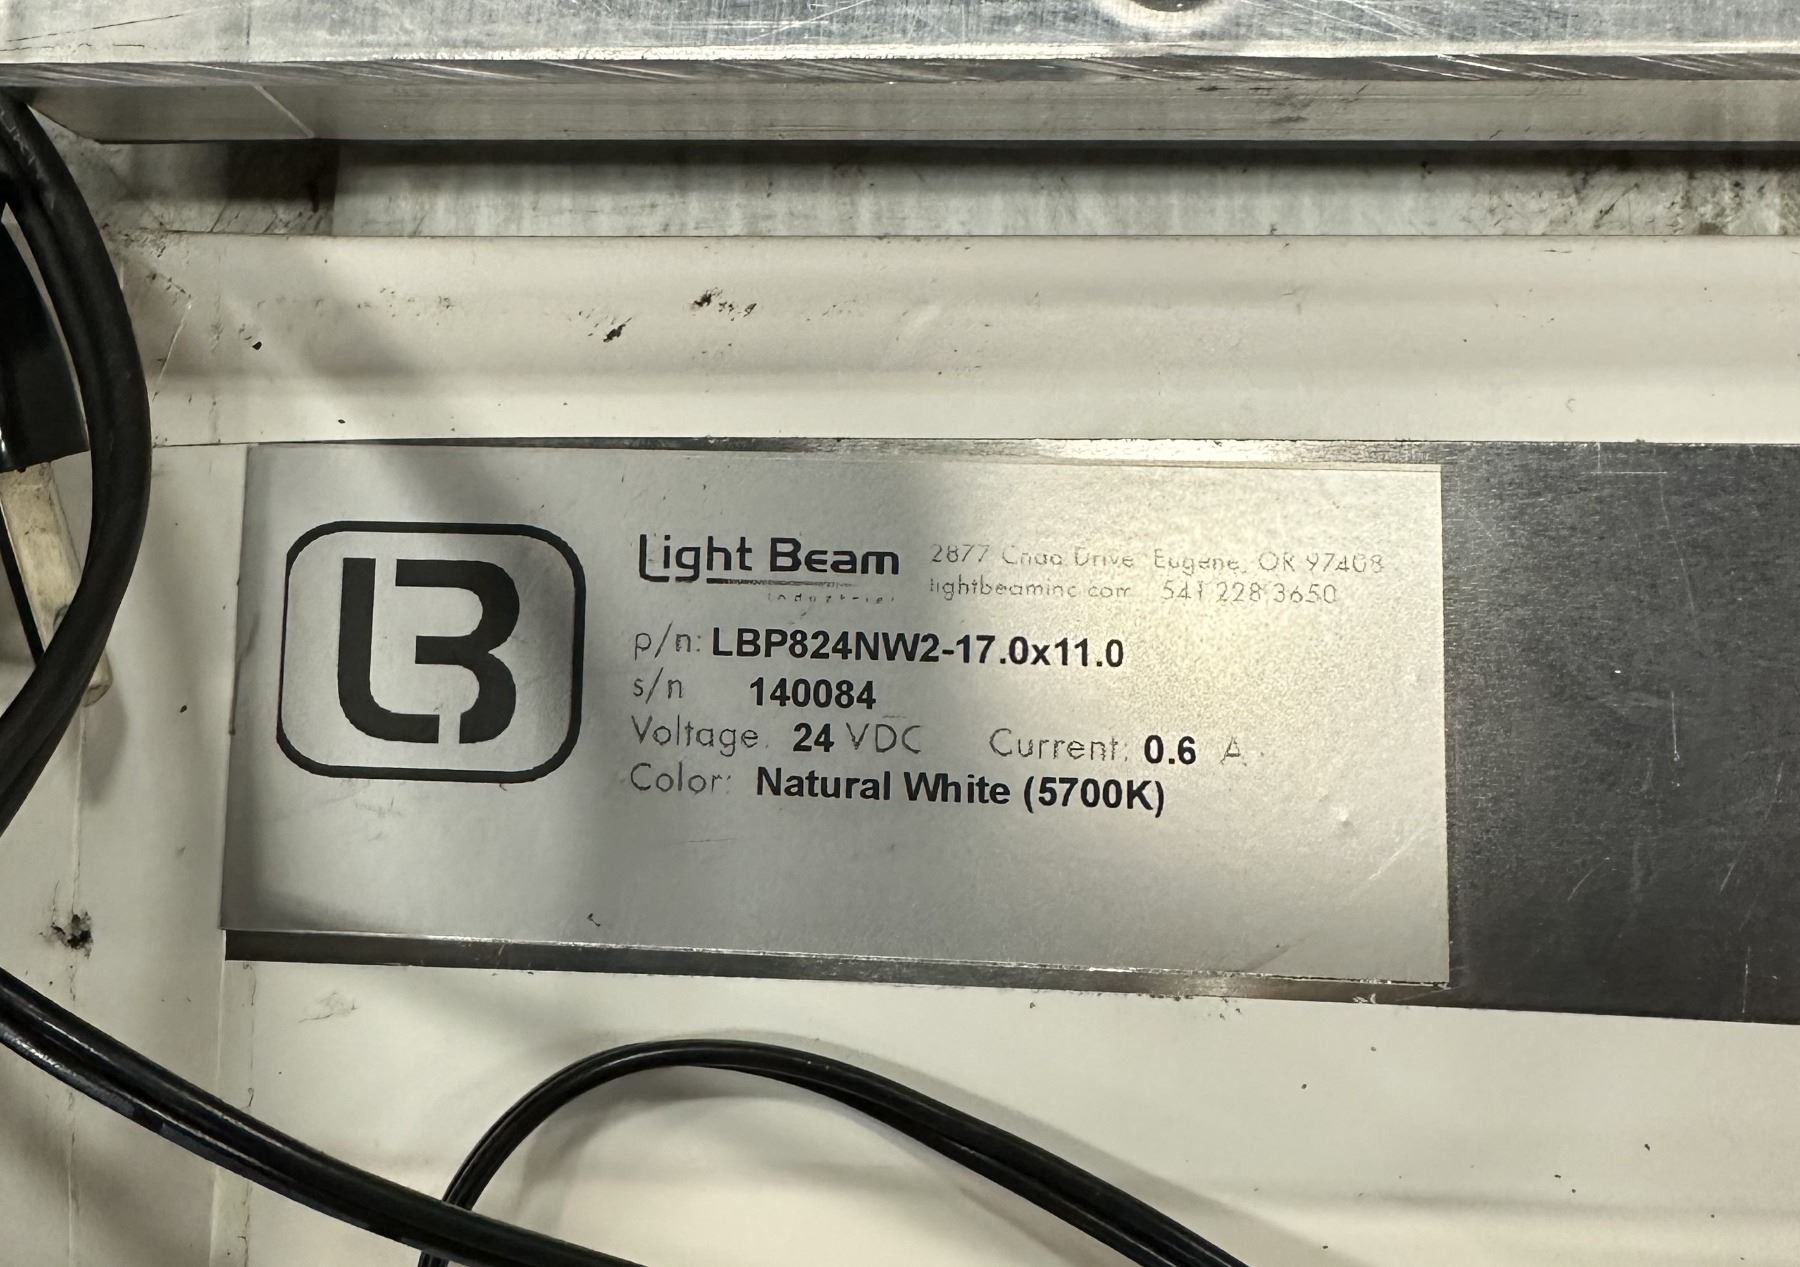 LB
Light Beam
Industries
2877 Chad Drive Eugene, OR 97408
lightbeaminc.com 541 228 3650
p/n: LBP824NW2-17.0x11.0
s/n 140084
Voltage: 24 VDC Current: 0.6 A
Color: Natural White (5700K)